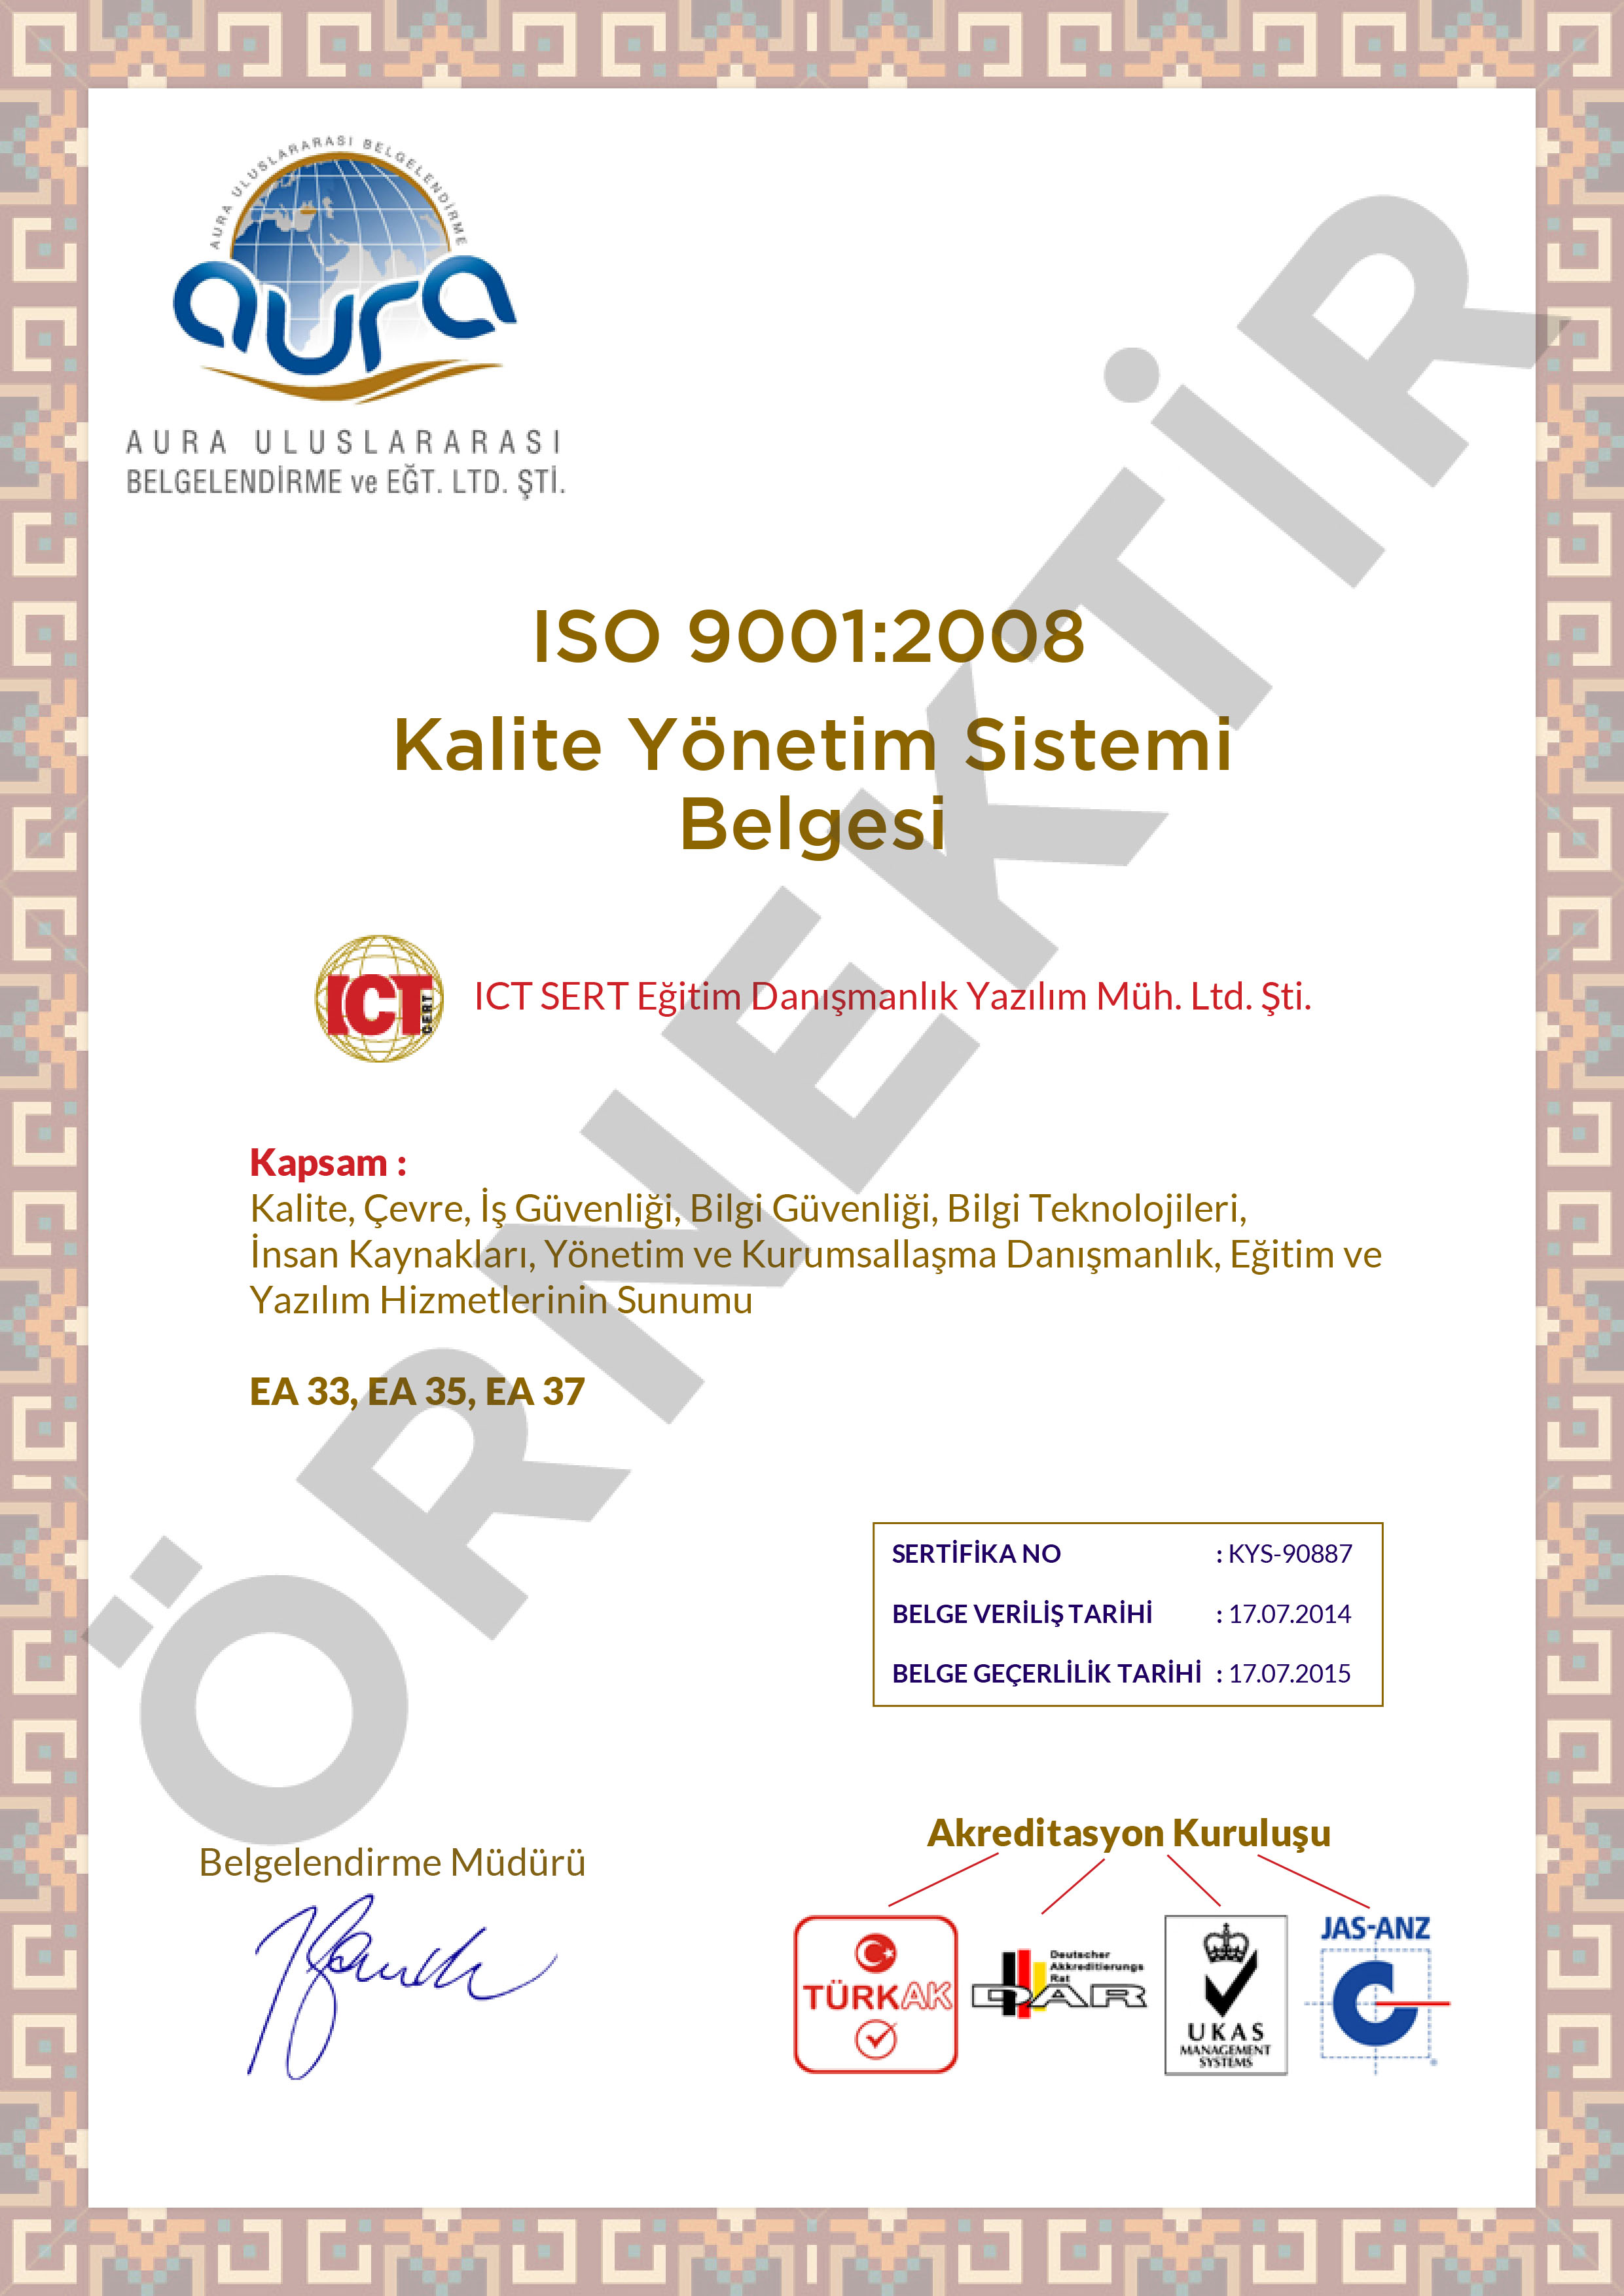 AURA ULUSLARARASI BELGELENDİRME
aura
AURA ULUSLARARASI
BELGELENDİRME ve EĞT. LTD. ŞTİ.
ISO 9001:2008
Kalite Yönetim Sistemi
Belgesi
ICT CERT
ICT SERT Eğitim Danışmanlık Yazılım Müh. Ltd. Şti.
Kapsam :
Kalite, Çevre, İş Güvenliği, Bilgi Güvenliği, Bilgi Teknolojileri,
İnsan Kaynakları, Yönetim ve Kurumsallaşma Danışmanlık, Eğitim ve
Yazılım Hizmetlerinin Sunumu
EA 33, EA 35, EA 37
ÖRNEKTİR
SERTİFİKA NO : KYS-90887
BELGE VERİLİŞ TARİHİ : 17.07.2014
BELGE GEÇERLİLİK TARİHİ : 17.07.2015
Belgelendirme Müdürü
Akreditasyon Kuruluşu
TÜRKAK
Deutscher
Akkreditierungs
Rat
DAR
UKAS
MANAGEMENT
SYSTEMS
JAS-ANZ